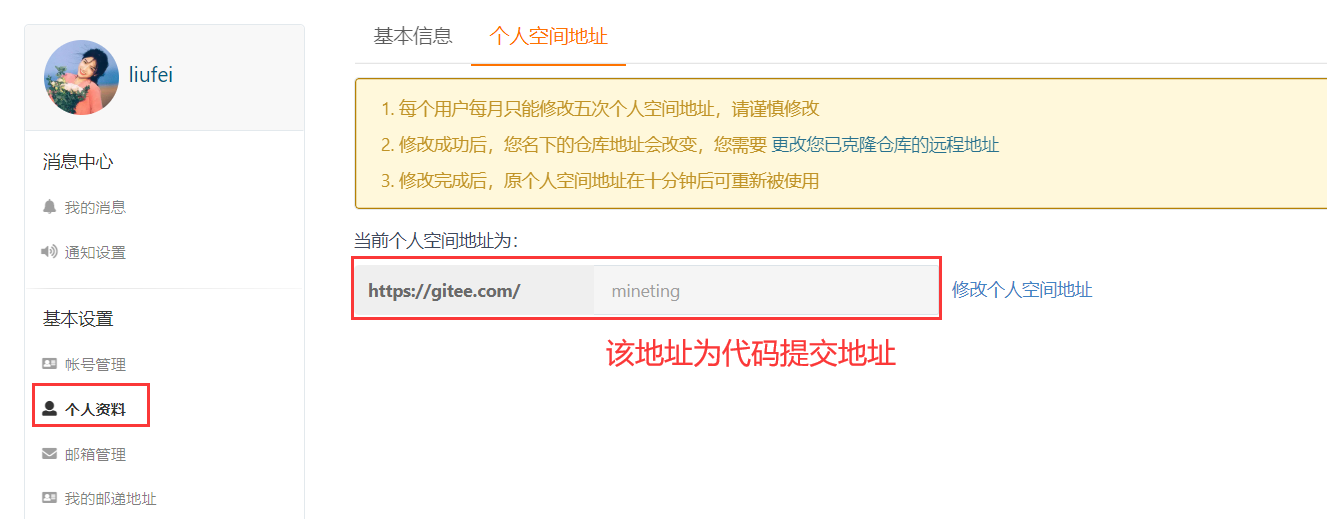 liufei
消息中心
我的消息
通知设置
基本设置
帐号管理
个人资料
邮箱管理
我的邮递地址
基本信息
个人空间地址
1. 每个用户每月只能修改五次个人空间地址，请谨慎修改
2. 修改成功后，您名下的仓库地址会改变，您需要 更改您已克隆仓库的远程地址
3. 修改完成后，原个人空间地址在十分钟后可重新被使用
当前个人空间地址为：
https://gitee.com/ mineting 修改个人空间地址
该地址为代码提交地址